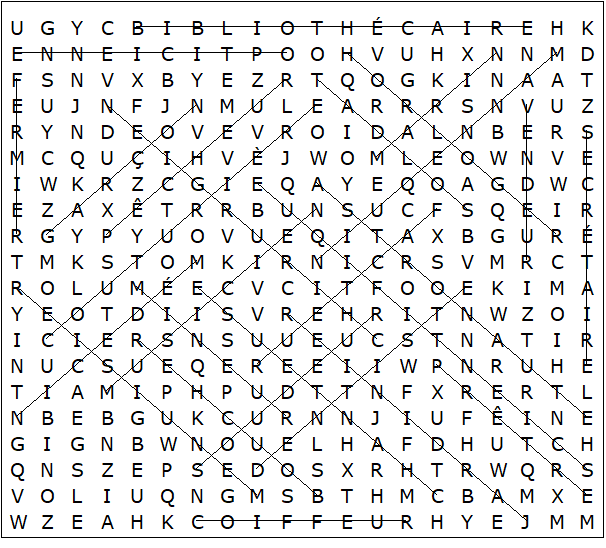 U G Y C B I B L I O T H É C A I R E H K
E N N E I C I T P O O H V U H X N N M D
F S N V X B Y E Z R T Q O G K I N A A T
E U J N F J N M U L E A R R R S N V U Z
R Y N D E O V E V R O I D A L N B E R S
M C Q U Ç I H V È J W O M L E O W N V E
I W K R Z C G I E Q A Y E Q O A G D W C
E Z A X Ê T R R B U N S U C F S Q E I R
R G Y P Y U O V U E Q I T A X B G U R É
T M K S T O M K I R N I C R S V M R C T
R O L U M É E C V C I T F O O E K I M A
Y E O T D I I S V R E H R I T N W Z O I
I C I E R S N S U U E U C S T N A T I R
N U C S U E Q E R E E I I W P N R U H E
T I A M I P H P U D T T N F X R E R T L
N B E B G U K C U R N N J I U F Ê I N E
G I G N B W N O U E L H A F D H U T C H
Q N S Z E P S E D O S X R H T R W Q R S
V O L I U Q N G M S B T H M C B A M X E
W Z E A H K C O I F F E U R H Y E J M M